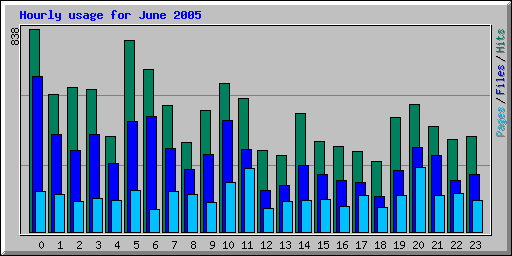 Hourly usage for June 2005
838
Pages/Files/Hits
0 1 2 3 4 5 6 7 8 9 10 11 12 13 14 15 16 17 18 19 20 21 22 23